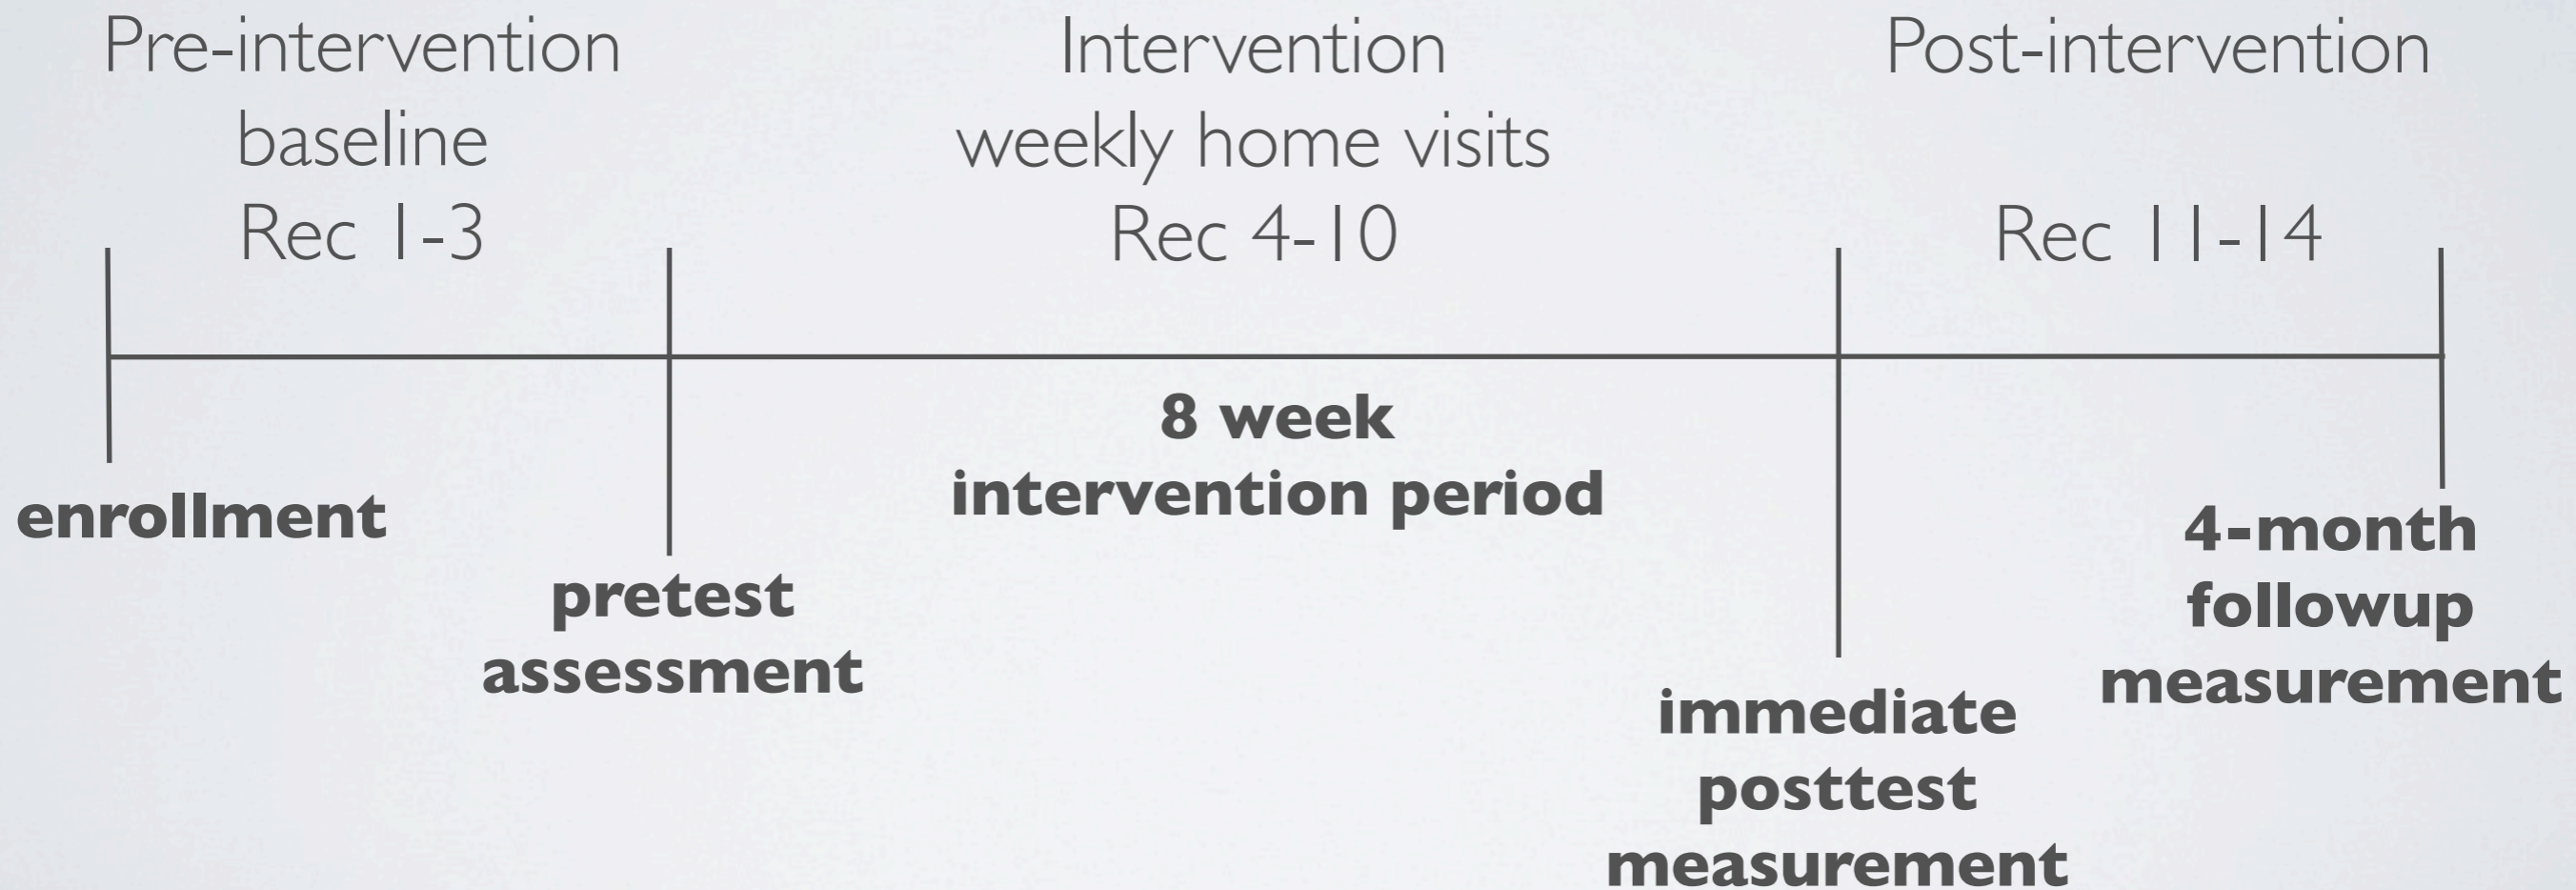 Pre-intervention
baseline
Rec 1-3
Intervention
weekly home visits
Rec 4-10
Post-intervention
Rec 11-14
enrollment
pretest
assessment
8 week
intervention period
immediate
posttest
measurement
4-month
followup
measurement